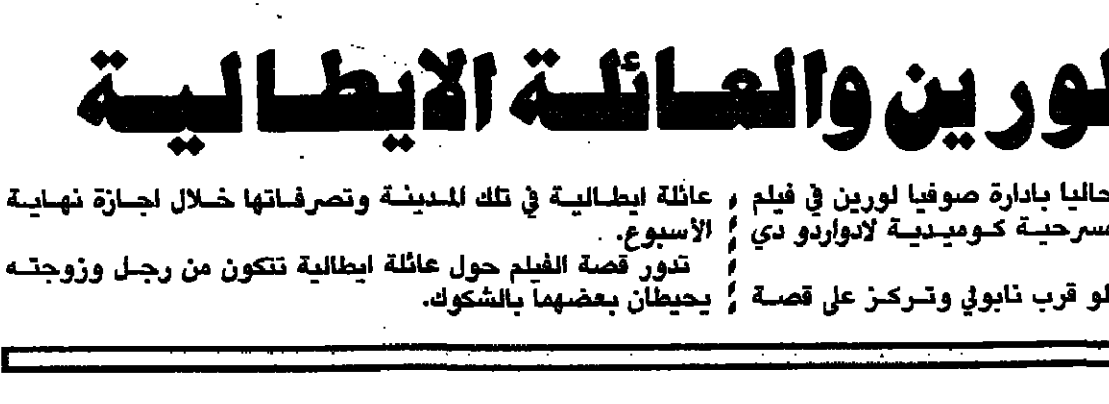 لورين والعائلة الايطالية
حاليا بادارة صوفيا لورين في فيلم
مسرحية كوميدية لادواردو دي
لو قرب نابولي وتركز على قصة
عائلة ايطالية في تلك المدينة وتصرفاتها خلال اجازة نهاية
الأسبوع.
تدور قصة الفيلم حول عائلة ايطالية تتكون من رجل وزوجته
يحيطان بعضهما بالشكوك.